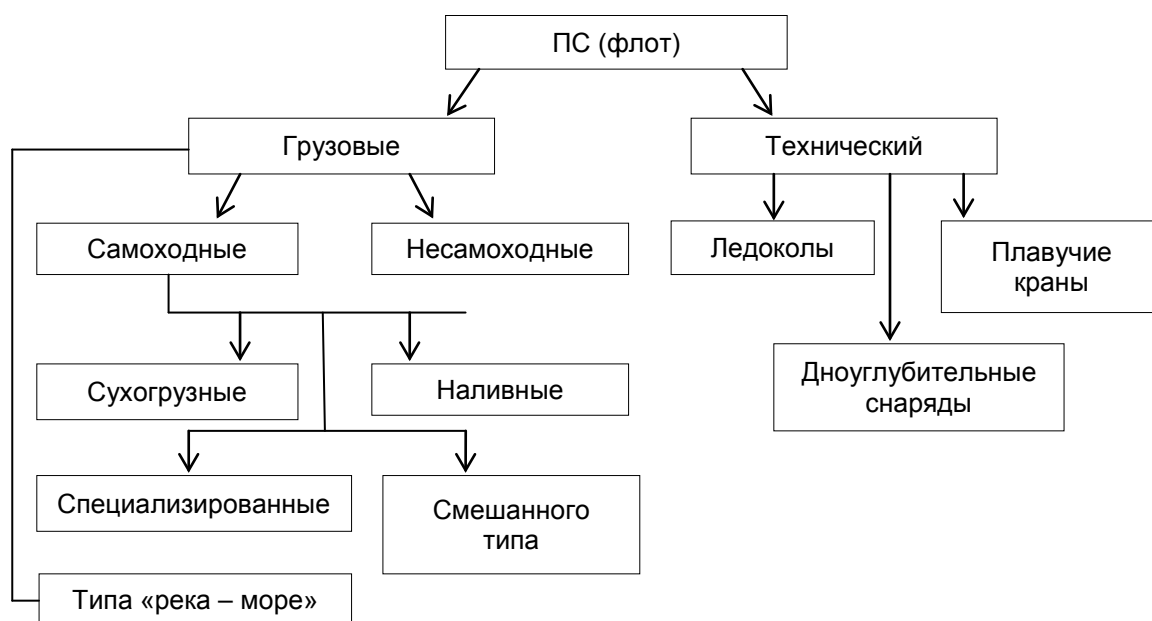 ПС (флот)
Грузовые
Технический
Самоходные
Несамоходные
Ледоколы
Плавучие
краны
Сухогрузные
Наливные
Дноуглубительные
снаряды
Специализированные
Смешанного
типа
Типа «река – море»